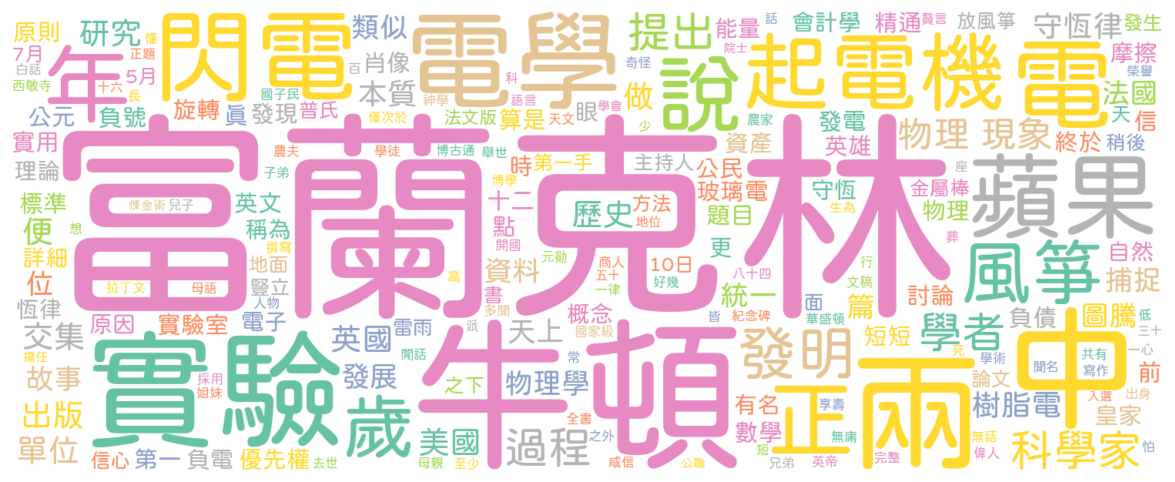 原則 研究 閃電 電學 類似 提出 能量 話 會計學 精通 贅言 放風箏 守恆律 發生
7月 懂 正題 年 肖像 院士 奇怪 說 起電機 電 摩擦 榮譽
白話 5月 百 本質 科 做 法國
西敏寺 十六 長 國子民 神學 語言 學會 天 信
公元 負號 旋轉 眞 發現 普氏 僅次於 法文版 算是 天文 眼 少 農家 發電 物理 現象 終於 稍後
實用 富蘭克林 農夫 學徒 博古通 舉世 時 第一手 主持人 資產 公民 英雄
理論 子弟 博學 玻璃電 守恆 金屬棒 座 蘋果
標準 煉金術 兒子 英文 十二 歷史 方法 地位 題目 物理 生為
便 想 稱為 撰寫 點 開國 更 葬 自然
詳細 地面 元勛 商人 10日 八十四 行 風箏 捕捉
位 拉丁文 母語 豎立 高 資料 五十 一律 好幾 統一 面 文稿 篇 討論
恆律 人物 書 多聞 概念 紀念碑 華盛頓 學者 負債 圖騰
原因 實驗室 電子 英國 雷雨 派 天上 國家級 皆 低
交集 實驗 閒話 牛頓 發明 短短 中 三十
擔任 發展 之下 常 物理學 死 學術 聞名 共有 一心 前
故事 採用 姐妹 歲 正 兩 論文 寫作 入選 出身
出版 美國 全書 有名 享壽 樹脂電 皇家
單位 過程 之外 咸信 數學 短 無庸 無話 科學家
信心 第一 負電 優先權 去世 母親 至少 公職 兄弟 英帝 完整 偉人 怕